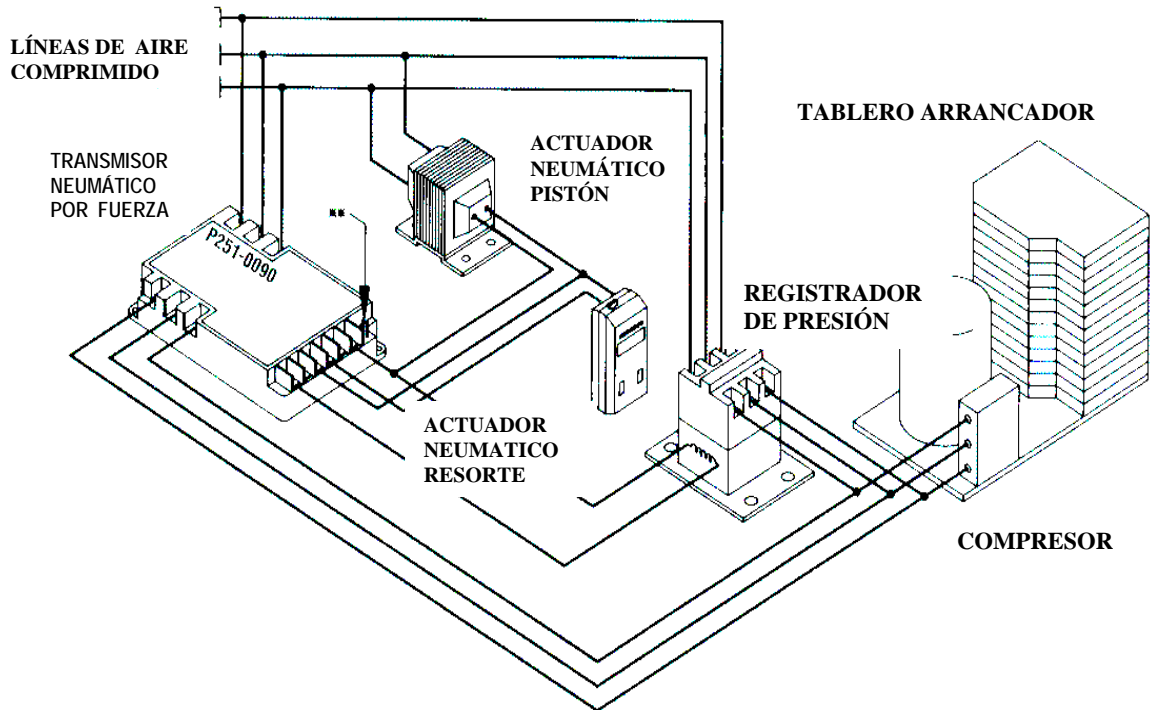 LÍNEAS DE AIRE
COMPRIMIDO
TRANSMISOR
NEUMÁTICO
POR FUERZA
P251-0090
**
ACTUADOR
NEUMÁTICO
PISTÓN
TABLERO ARRANCADOR
REGISTRADOR
DE PRESIÓN
ACTUADOR
NEUMATICO
RESORTE
COMPRESOR